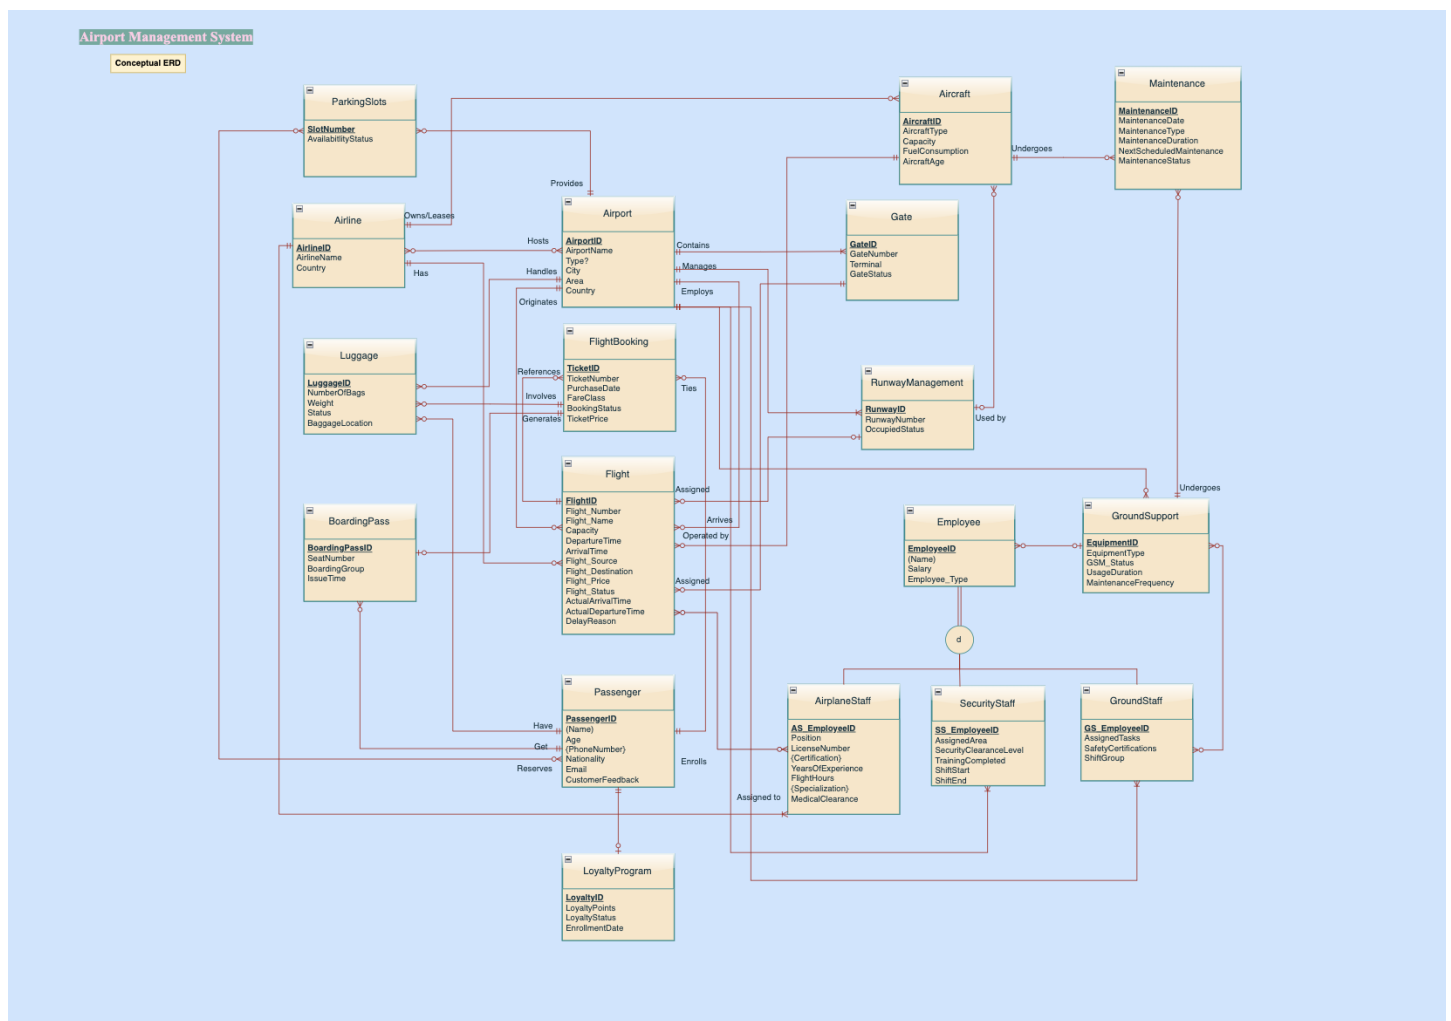 Airport Management System
Conceptual ERD
ParkingSlots
SlotNumber
AvailabitlityStatus
Aircraft
AircraftID
AircraftType
Capacity
FuelConsumption
AircraftAge
Maintenance
MaintenanceID
MaintenanceDate
MaintenanceType
MaintenanceDuration
NextScheduledMaintenance
MaintenanceStatus
Undergoes
Provides
Airline
AirlineID
AirlineName
Country
Owns/Leases
Has
Hosts
Handles
Originates
Airport
AirportID
AirportName
Type?
City
Area
Country
Contains
Manages
Employs
Gate
GateID
GateNumber
Terminal
GateStatus
Luggage
LuggageID
NumberOfBags
Weight
Status
BaggageLocation
References
Involves
Generates
FlightBooking
TicketID
TicketNumber
PurchaseDate
FareClass
BookingStatus
TicketPrice
Ties
RunwayManagement
RunwayID
RunwayNumber
OccupiedStatus
Used by
Flight
FlightID
Flight_Number
Flight_Name
Capacity
DepartureTime
ArrivalTime
Flight_Source
Flight_Destination
Flight_Price
Flight_Status
ActualArrivalTime
ActualDepartureTime
DelayReason
Assigned
Arrives
Operated by
Assigned
BoardingPass
BoardingPassID
SeatNumber
BoardingGroup
IssueTime
Employee
EmployeeID
(Name)
Salary
Employee_Type
Undergoes
GroundSupport
EquipmentID
EquipmentType
GSM_Status
UsageDuration
MaintenanceFrequency
d
Passenger
PassengerID
(Name)
Age
{PhoneNumber}
Nationality
Email
CustomerFeedback
Have
Get
Reserves
Enrolls
Assigned to
AirplaneStaff
AS_EmployeeID
Position
LicenseNumber
{Certification}
YearsOfExperience
FlightHours
{Specialization}
MedicalClearance
SecurityStaff
SS_EmployeeID
AssignedArea
SecurityClearanceLevel
TrainingCompleted
ShiftStart
ShiftEnd
GroundStaff
GS_EmployeeID
AssignedTasks
SafetyCertifications
ShiftGroup
LoyaltyProgram
LoyaltyID
LoyaltyPoints
LoyaltyStatus
EnrollmentDate